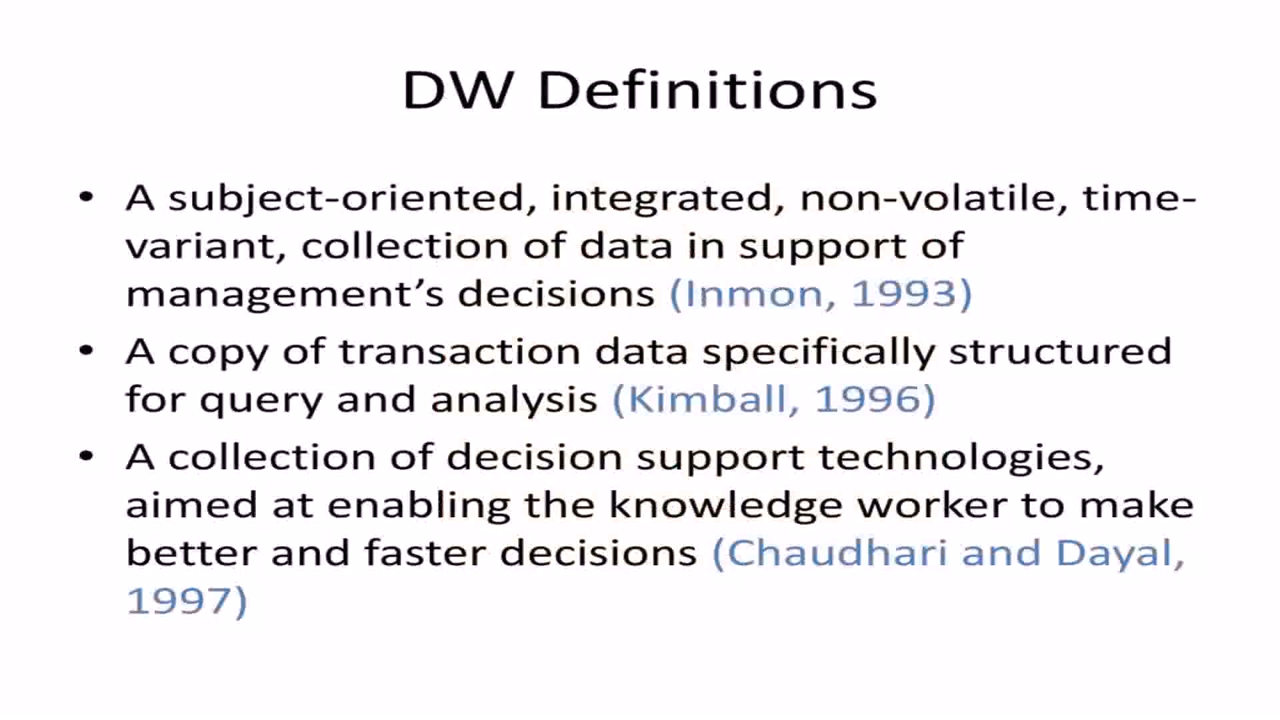 DW Definitions
• A subject-oriented, integrated, non-volatile, time-
variant, collection of data in support of
management’s decisions (Inmon, 1993)
• A copy of transaction data specifically structured
for query and analysis (Kimball, 1996)
• A collection of decision support technologies,
aimed at enabling the knowledge worker to make
better and faster decisions (Chaudhari and Dayal,
1997)